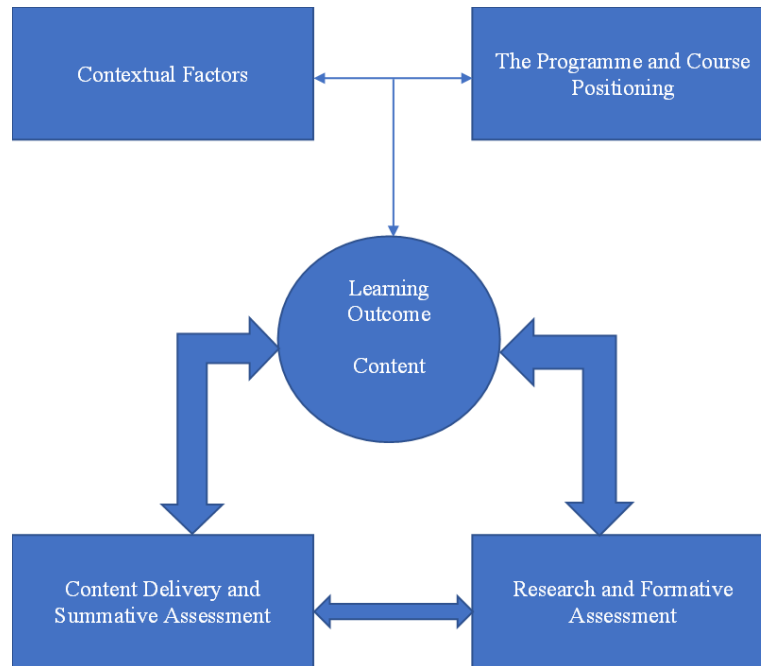 Contextual Factors
The Programme and Course
Positioning
Learning
Outcome
Content
Content Delivery and
Summative Assessment
Research and Formative
Assessment